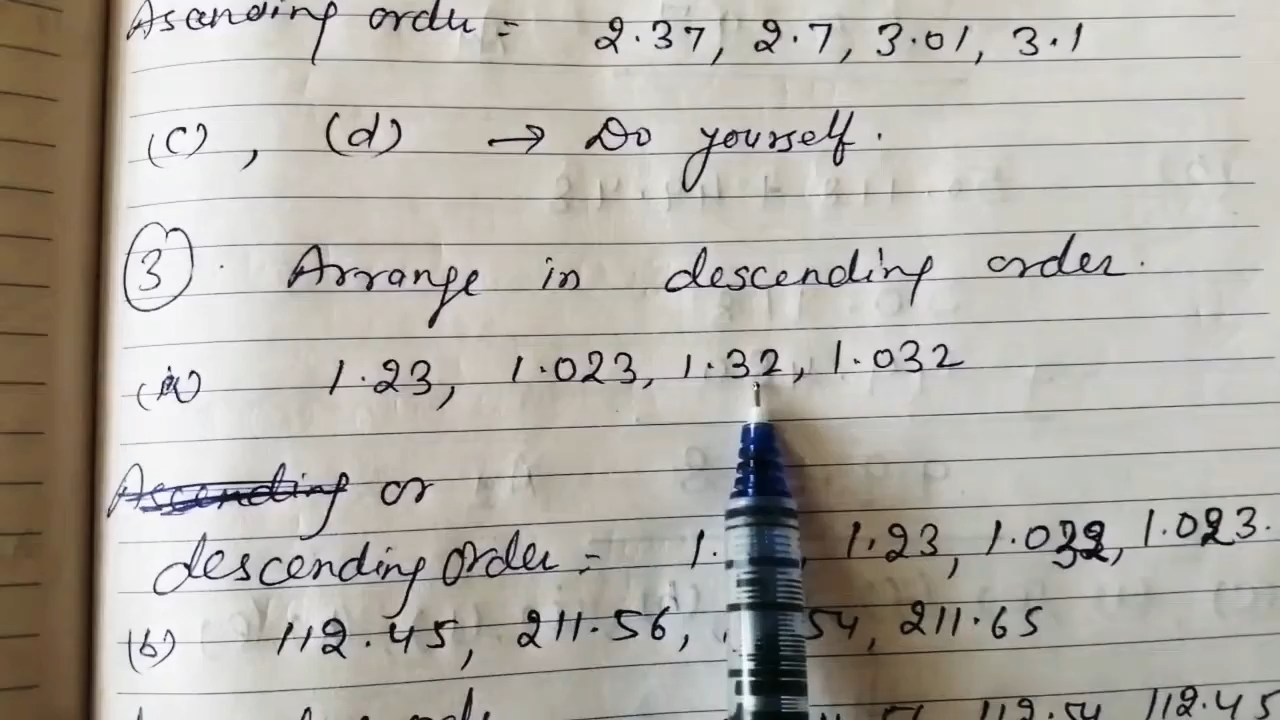 Ascending order = 2.37, 2.7, 3.01, 3.1
(c), (d) → Do yourself.
(3). Arrange in descending order.
(a) 1.23, 1.023, 1.32, 1.032
or
descending order = 1. , 1.23, 1.032, 1.023.
(b) 112.45, 211.56, 54, 211.65
112.54 112.45